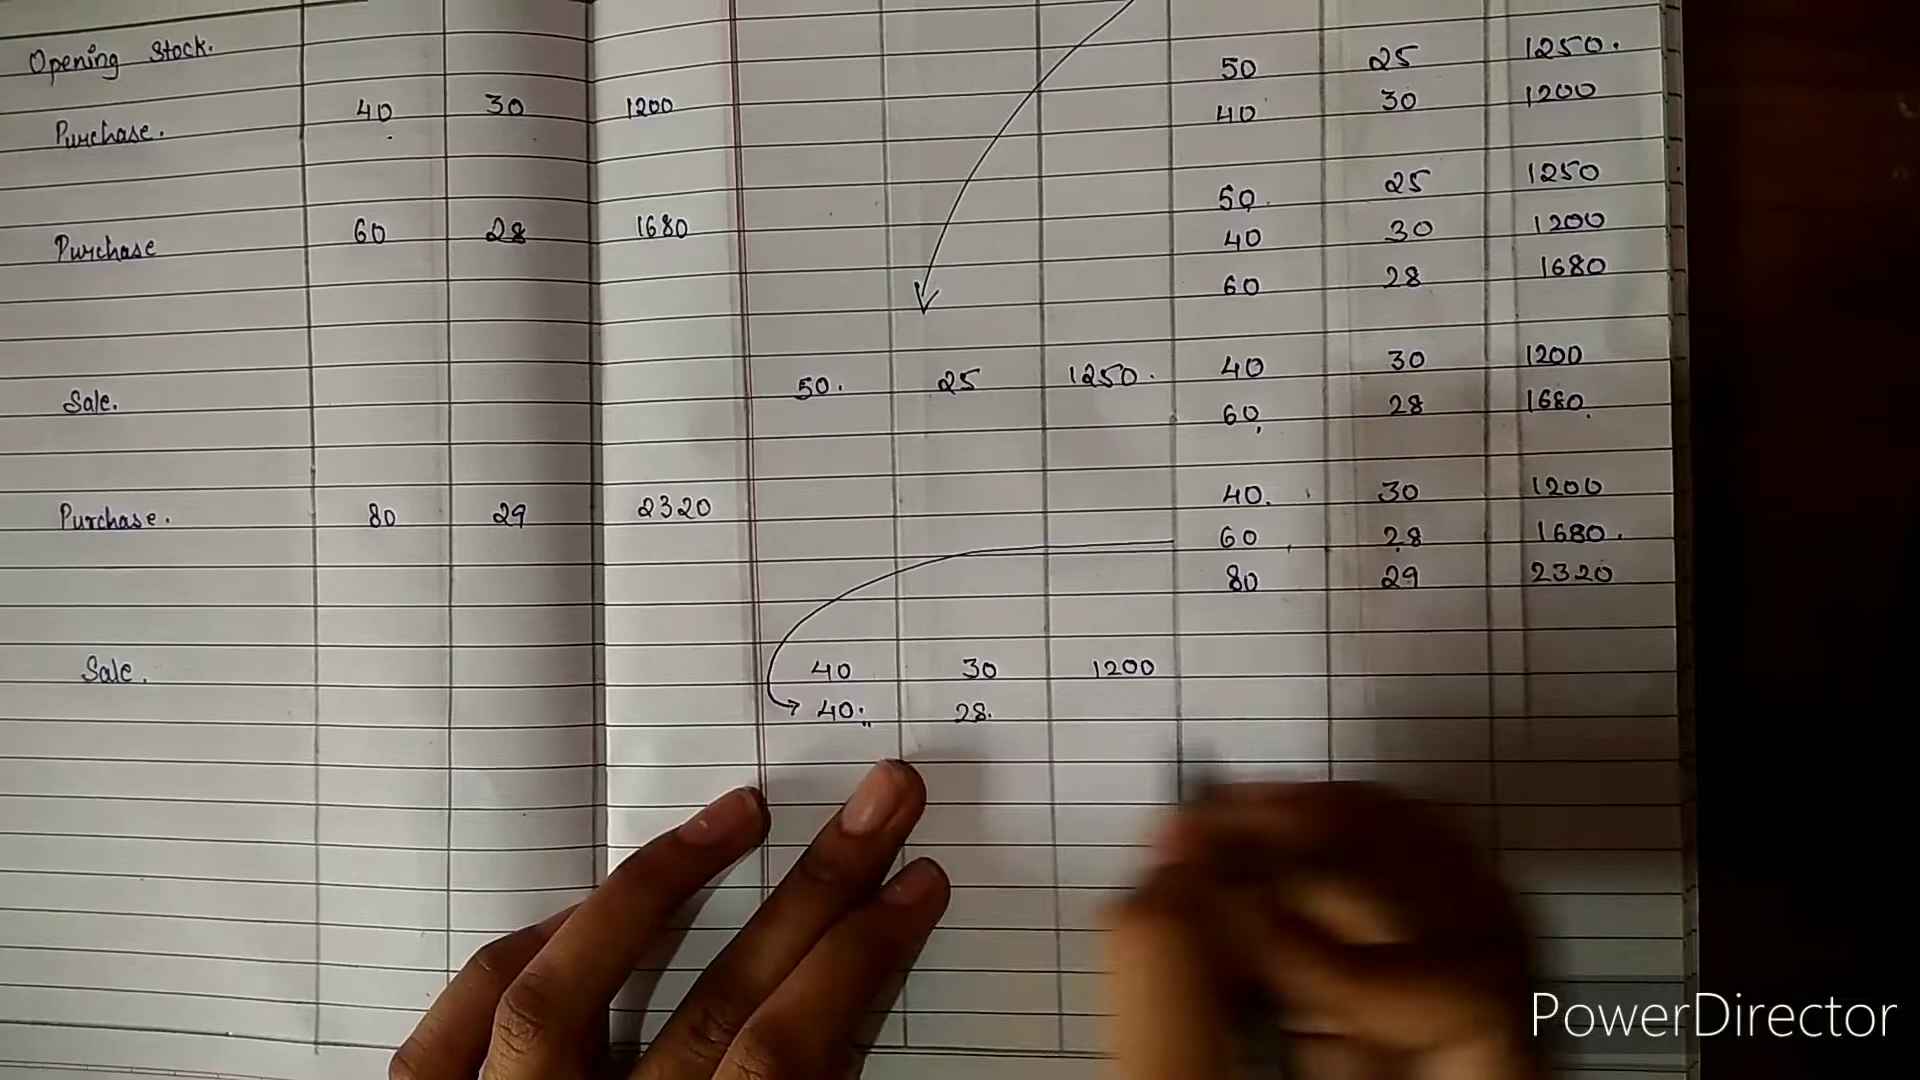 Opening Stock.
50 25 1250.
Purchase. 40 30 1200 40 30 1200
50. 25 1250
Purchase 60 28 1680 40 30 1200
60 28 1680
Sale. 50. 25 1250. 40 30 1200
60, 28 1680.
40. 30 1200
Purchase. 80 29 2320 60 28 1680.
80 29 2320
Sale. 40 30 1200
40. 28.
PowerDirector